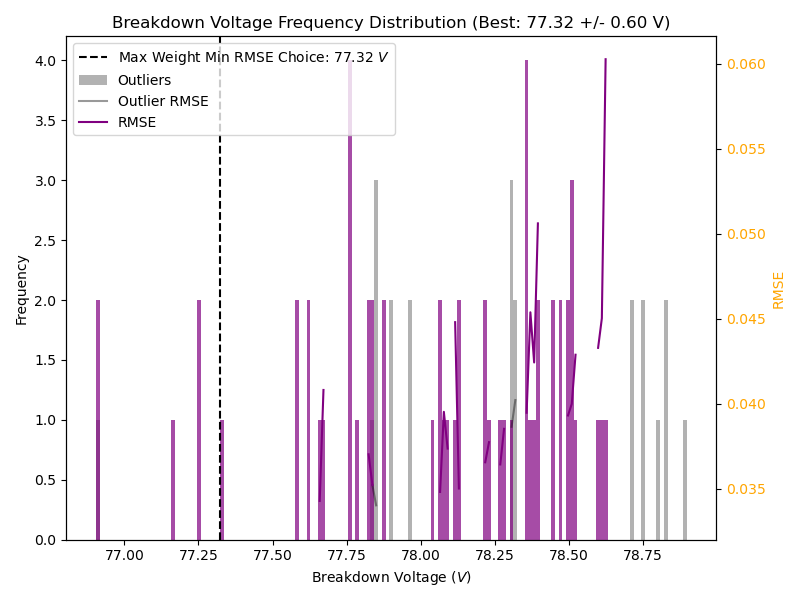 Breakdown Voltage Frequency Distribution (Best: 77.32 +/- 0.60 V)
Max Weight Min RMSE Choice: 77.32 V
Outliers
Outlier RMSE
RMSE
4.0
3.5
3.0
2.5
2.0
1.5
1.0
0.5
0.0
Frequency
0.060
0.055
0.050
0.045
0.040
0.035
RMSE
77.00 77.25 77.50 77.75 78.00 78.25 78.50 78.75
Breakdown Voltage (V)